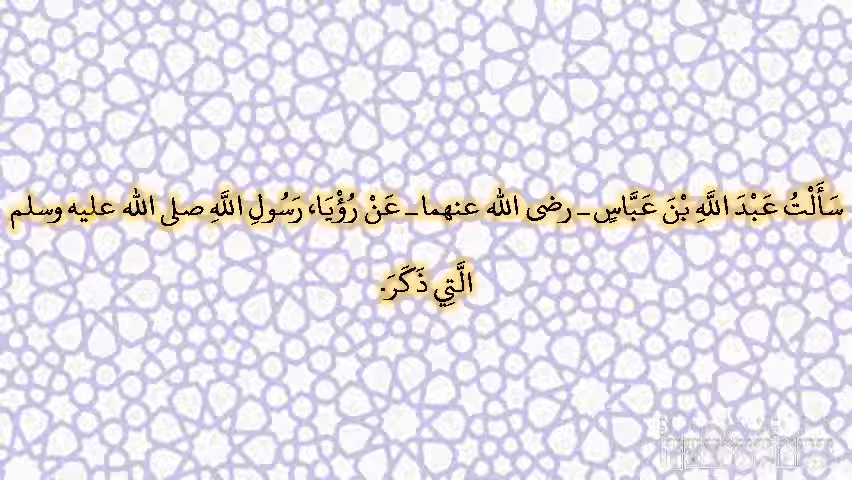 سَأَلْتُ عَبْدَ اللَّهِ بْنَ عَبَّاسٍ ـ رضى الله عنهما ـ عَنْ رُؤْيَا، رَسُولِ اللَّهِ صلى الله عليه وسلم
الَّتِي ذَكَرَ.